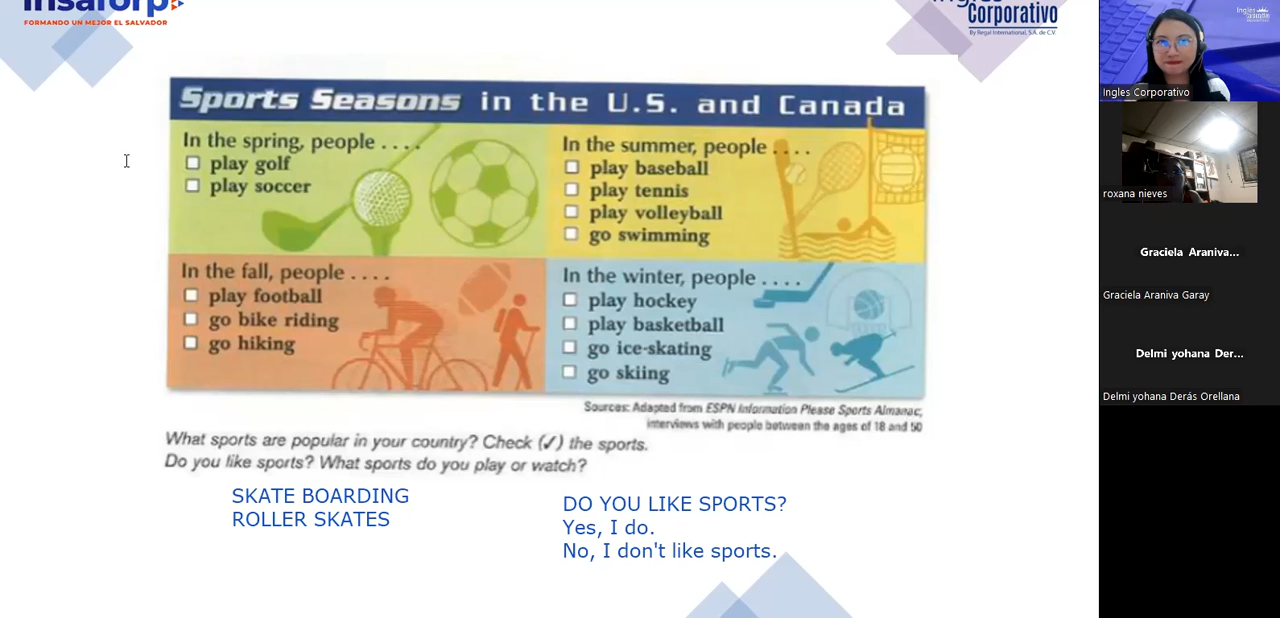 FORMANDO UN MEJOR EL SALVADOR
Corporativo
By Regal International, S.A. de C.V.
Sports Seasons in the U.S. and Canada
In the spring, people . . . .
play golf
play soccer
In the summer, people . . . .
play baseball
play tennis
play volleyball
go swimming
In the fall, people . . . .
play football
go bike riding
go hiking
In the winter, people . . . .
play hockey
play basketball
go ice-skating
go skiing
Sources: Adapted from ESPN Information Please Sports Almanac;
interviews with people between the ages of 18 and 50
What sports are popular in your country? Check (✓) the sports.
Do you like sports? What sports do you play or watch?
SKATE BOARDING
ROLLER SKATES
DO YOU LIKE SPORTS?
Yes, I do.
No, I don't like sports.
Ingles Corporativo
roxana nieves
Graciela Araniva...
Graciela Araniva Garay
Delmi yohana Der...
Delmi yohana Derás Orellana